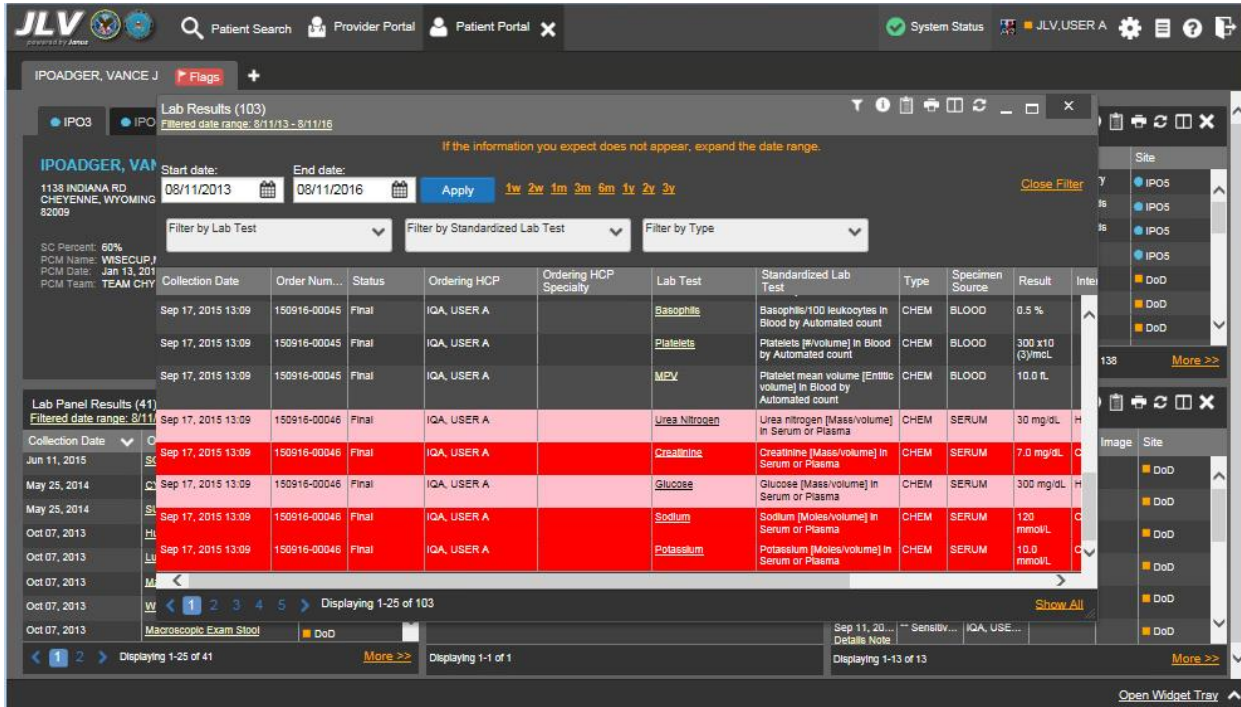 JLV
powered by Janus
Patient Search
Provider Portal
Patient Portal
System Status
JLV,USER A
IPOADGER, VANCE J
Flags
IPO3
IPO
IPOADGER, VAN
1138 INDIANA RD
CHEYENNE, WYOMING
82009
SC Percent: 60%
PCM Name: WISECUP,
PCM Date: Jan 13, 201
PCM Team: TEAM CHY
Lab Results (103)
Filtered date range: 8/11/13 - 8/11/16
If the information you expect does not appear, expand the date range.
Start date:
End date:
08/11/2013
08/11/2016
Apply
1w 2w 1m 3m 6m 1y 2y 3y
Close Filter
Filter by Lab Test
Filter by Standardized Lab Test
Filter by Type
Collection Date Order Num... Status Ordering HCP Ordering HCP Specialty Lab Test Standardized Lab Test Type Specimen Source Result Inter
Sep 17, 2015 13:09 150916-00045 Final IQA, USER A Basophils Basophils/100 leukocytes in Blood by Automated count CHEM BLOOD 0.5 %
Sep 17, 2015 13:09 150916-00045 Final IQA, USER A Platelets Platelets [#/volume] in Blood by Automated count CHEM BLOOD 300 x10 (3)/mcL
Sep 17, 2015 13:09 150916-00045 Final IQA, USER A MPV Platelet mean volume [Entitic volume] in Blood by Automated count CHEM BLOOD 10.0 fL
Sep 17, 2015 13:09 150916-00046 Final IQA, USER A Urea Nitrogen Urea nitrogen [Mass/volume] in Serum or Plasma CHEM SERUM 30 mg/dL H
Sep 17, 2015 13:09 150916-00046 Final IQA, USER A Creatinine Creatinine [Mass/volume] in Serum or Plasma CHEM SERUM 7.0 mg/dL C
Sep 17, 2015 13:09 150916-00046 Final IQA, USER A Glucose Glucose [Mass/volume] in Serum or Plasma CHEM SERUM 300 mg/dL H
Sep 17, 2015 13:09 150916-00046 Final IQA, USER A Sodium Sodium [Moles/volume] in Serum or Plasma CHEM SERUM 120 mmol/L C
Sep 17, 2015 13:09 150916-00046 Final IQA, USER A Potassium Potassium [Moles/volume] in Serum or Plasma CHEM SERUM 10.0 mmol/L C
1 2 3 4 5 Displaying 1-25 of 103
Show All
Site
IPO5
IPO5
IPO5
IPO5
DoD
DoD
DoD
138
More >>
Lab Panel Results (41)
Filtered date range: 8/11/
Collection Date
Jun 11, 2015
May 25, 2014
May 25, 2014
Oct 07, 2013
Oct 07, 2013
Oct 07, 2013
Oct 07, 2013
Oct 07, 2013 Macroscopic Exam Stool DoD
1 2 Displaying 1-25 of 41
More >>
Displaying 1-1 of 1
Image Site
DoD
DoD
DoD
DoD
DoD
Sep 11, 20... ** Sensitiv... IQA, USE... DoD
Details Note
Displaying 1-13 of 13
More >>
Open Widget Tray